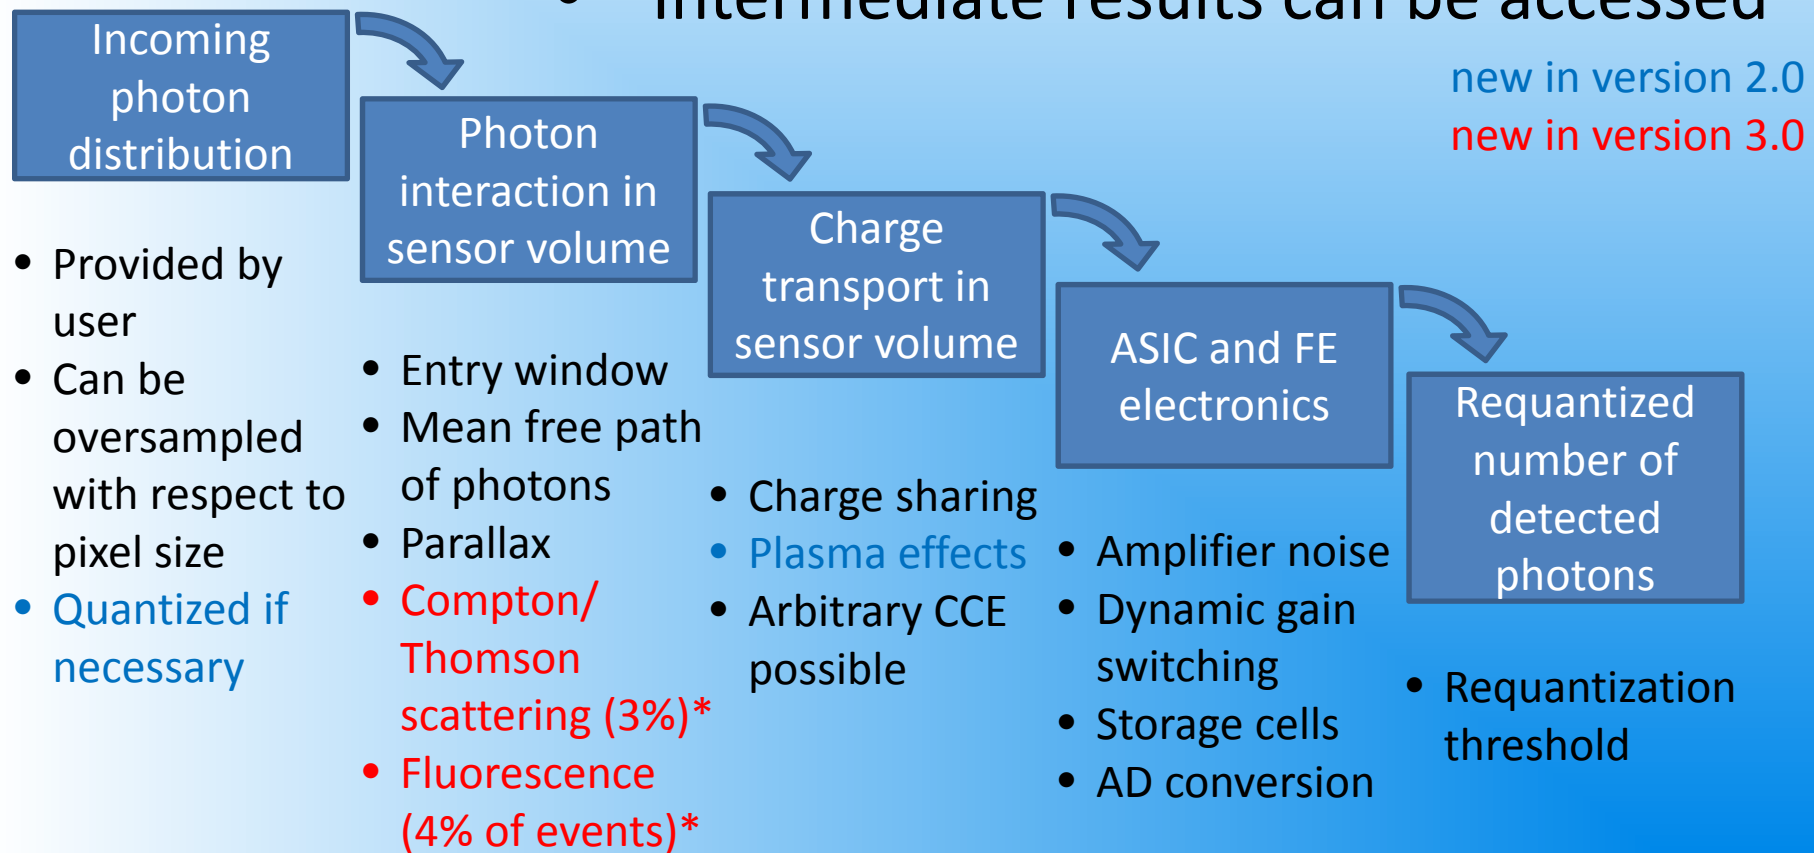 • Intermediate results can be accessed
new in version 2.0
new in version 3.0
Incoming
photon
distribution
• Provided by
user
• Can be
oversampled
with respect to
pixel size
• Quantized if
necessary
Photon
interaction in
sensor volume
• Entry window
• Mean free path
of photons
• Parallax
• Compton/
Thomson
scattering (3%)*
• Fluorescence
(4% of events)*
Charge
transport in
sensor volume
• Charge sharing
• Plasma effects
• Arbitrary CCE
possible
ASIC and FE
electronics
• Amplifier noise
• Dynamic gain
switching
• Storage cells
• AD conversion
Requantized
number of
detected
photons
• Requantization
threshold